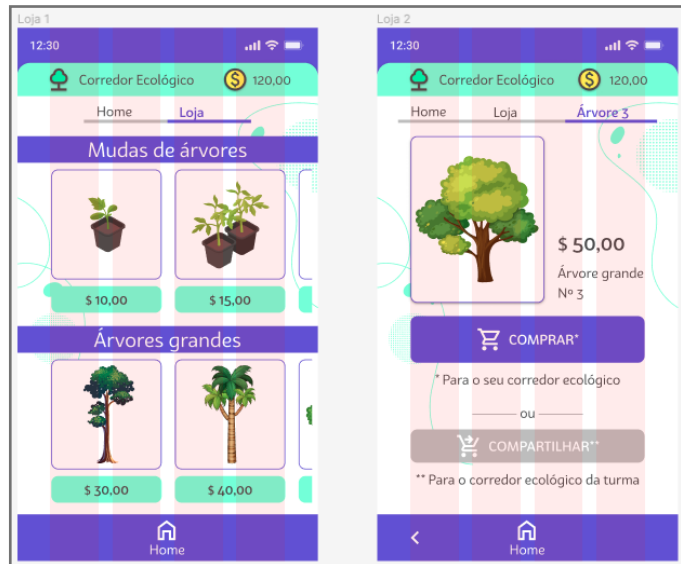 Loja 1
12:30
Corredor Ecológico
$
120,00
Home
Loja
Mudas de árvores
$ 10,00
$ 15,00
Árvores grandes
$ 30,00
$ 40,00
Home
Loja 2
12:30
Corredor Ecológico
$
120,00
Home
Loja
Árvore 3
$ 50,00
Árvore grande
Nº 3
COMPRAR*
* Para o seu corredor ecológico
ou
COMPARTILHAR**
** Para o corredor ecológico da turma
<
Home